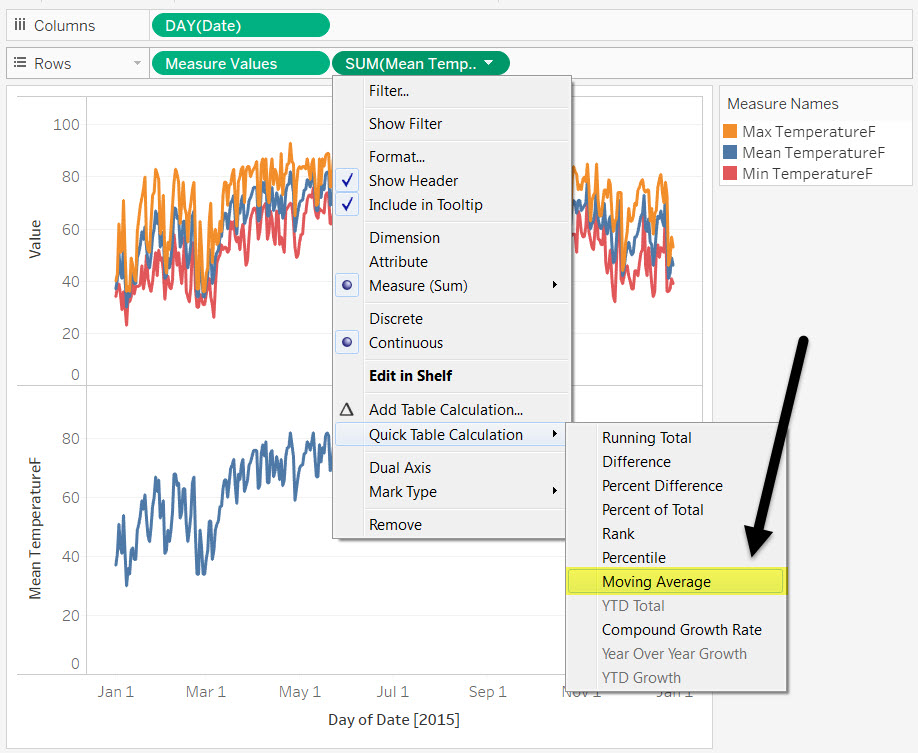 Columns
DAY(Date)
Rows
Measure Values
SUM(Mean Temp..
Filter...
Show Filter
Format...
Show Header
Include in Tooltip
Dimension
Attribute
Measure (Sum)
Discrete
Continuous
Edit in Shelf
Add Table Calculation...
Quick Table Calculation
Dual Axis
Mark Type
Remove
Running Total
Difference
Percent Difference
Percent of Total
Rank
Percentile
Moving Average
YTD Total
Compound Growth Rate
Year Over Year Growth
YTD Growth
Measure Names
Max TemperatureF
Mean TemperatureF
Min TemperatureF
Value
100
80
60
40
20
0
Mean TemperatureF
80
60
40
20
0
Jan 1
Mar 1
May 1
Jul 1
Sep 1
Nov 1
Jan 1
Day of Date [2015]